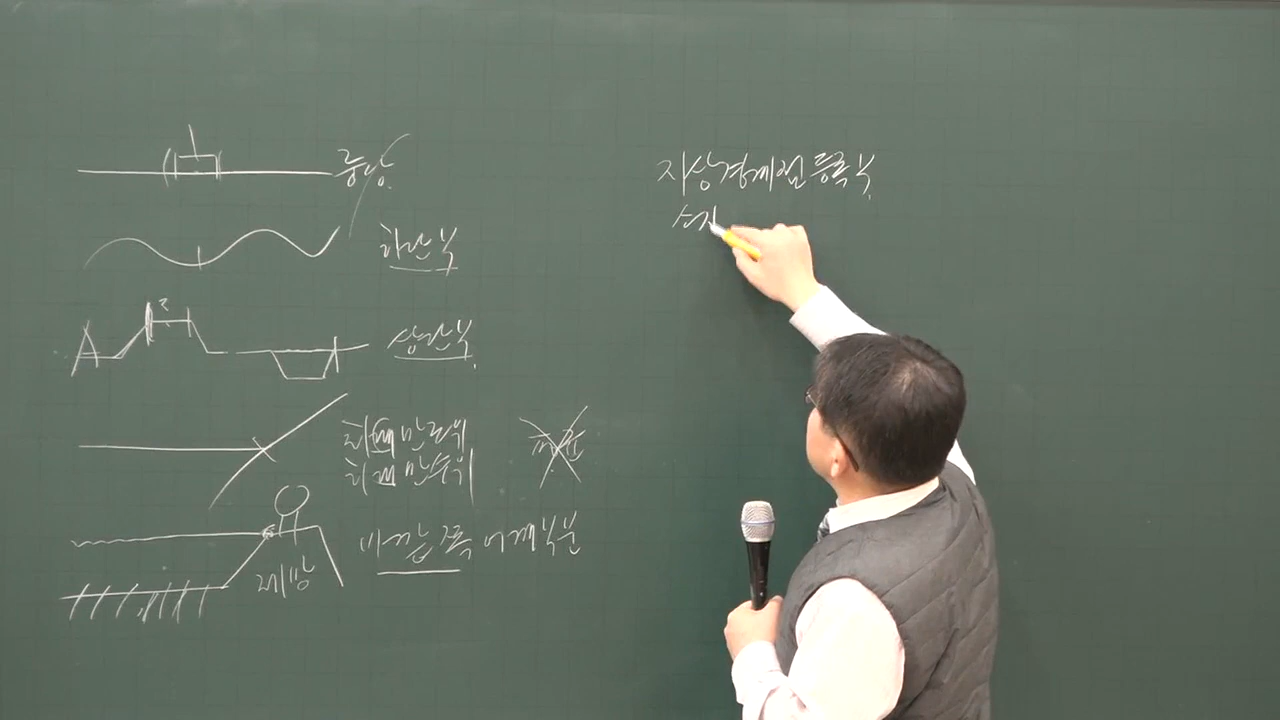 중앙.
하단부
상단부.
최대만조위
최대만수위
바깥쪽 어깨부분
제방
지상경계점등록부